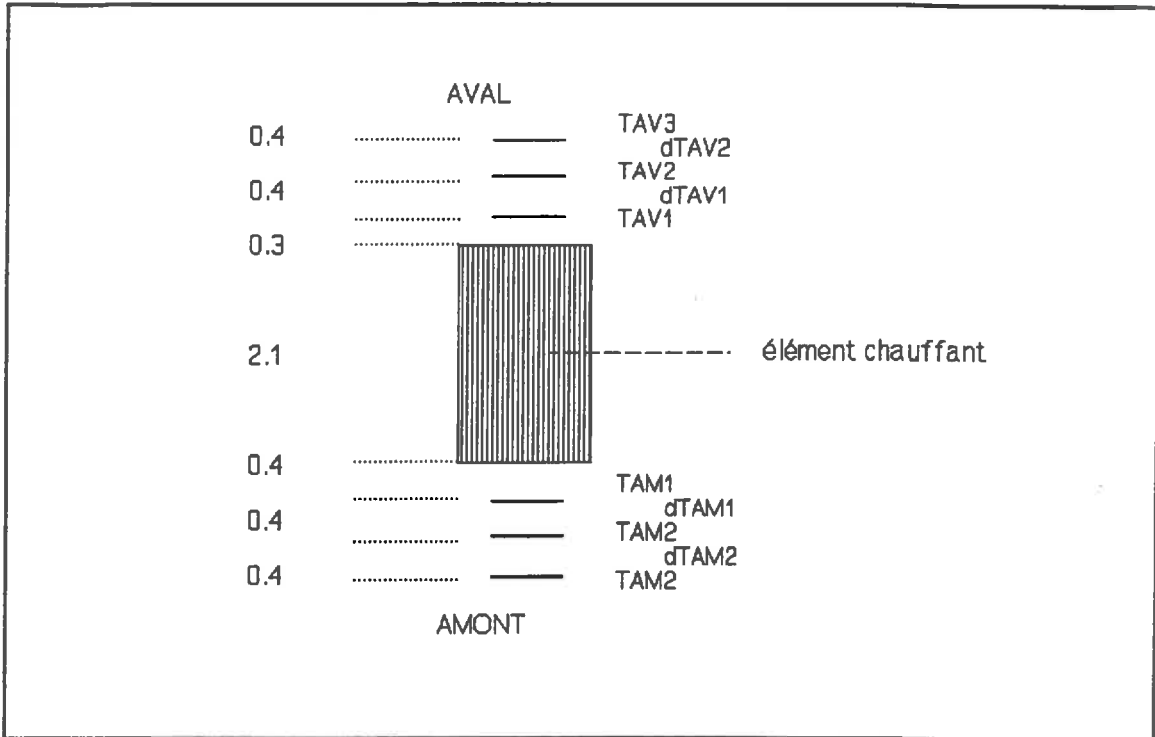 AVAL
0.4
TAV3
dTAV2
TAV2
0.4
dTAV1
TAV1
0.3
2.1
élément chauffant
0.4
TAM1
dTAM1
0.4
TAM2
dTAM2
0.4
TAM2
AMONT